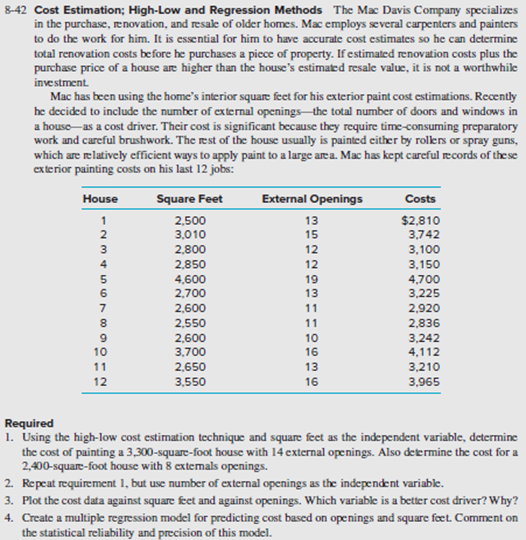 8-42 Cost Estimation; High-Low and Regression Methods The Mac Davis Company specializes
in the purchase, renovation, and resale of older homes. Mac employs several carpenters and painters
to do the work for him. It is essential for him to have accurate cost estimates so he can determine
total renovation costs before he purchases a piece of property. If estimated renovation costs plus the
purchase price of a house are higher than the house's estimated resale value, it is not a worthwhile
investment.
Mac has been using the home's interior square feet for his exterior paint cost estimations. Recently
he decided to include the number of external openings—the total number of doors and windows in
a house—as a cost driver. Their cost is significant because they require time-consuming preparatory
work and careful brushwork. The rest of the house usually is painted either by rollers or spray guns,
which are relatively efficient ways to apply paint to a large area. Mac has kept careful records of these
exterior painting costs on his last 12 jobs:
House Square Feet External Openings Costs
1 2,500 13 $2,810
2 3,010 15 3,742
3 2,800 12 3,100
4 2,850 12 3,150
5 4,600 19 4,700
6 2,700 13 3,225
7 2,600 11 2,920
8 2,550 11 2,836
9 2,600 10 3,242
10 3,700 16 4,112
11 2,650 13 3,210
12 3,550 16 3,965
Required
1. Using the high-low cost estimation technique and square feet as the independent variable, determine
the cost of painting a 3,300-square-foot house with 14 external openings. Also determine the cost for a
2,400-square-foot house with 8 externals openings.
2. Repeat requirement 1, but use number of external openings as the independent variable.
3. Plot the cost data against square feet and against openings. Which variable is a better cost driver? Why?
4. Create a multiple regression model for predicting cost based on openings and square feet. Comment on
the statistical reliability and precision of this model.